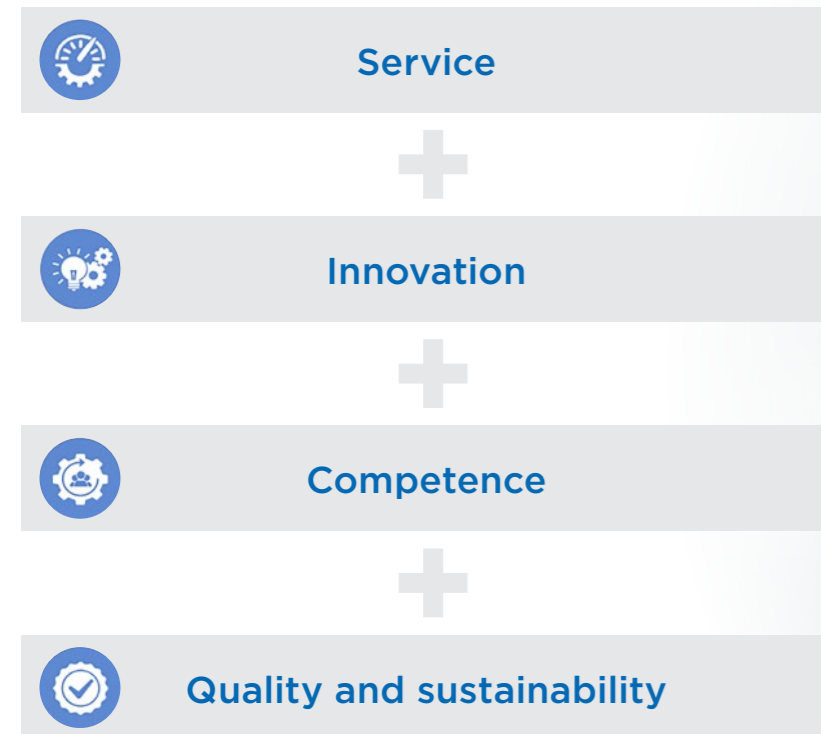 Service
Innovation
Competence
Quality and sustainability